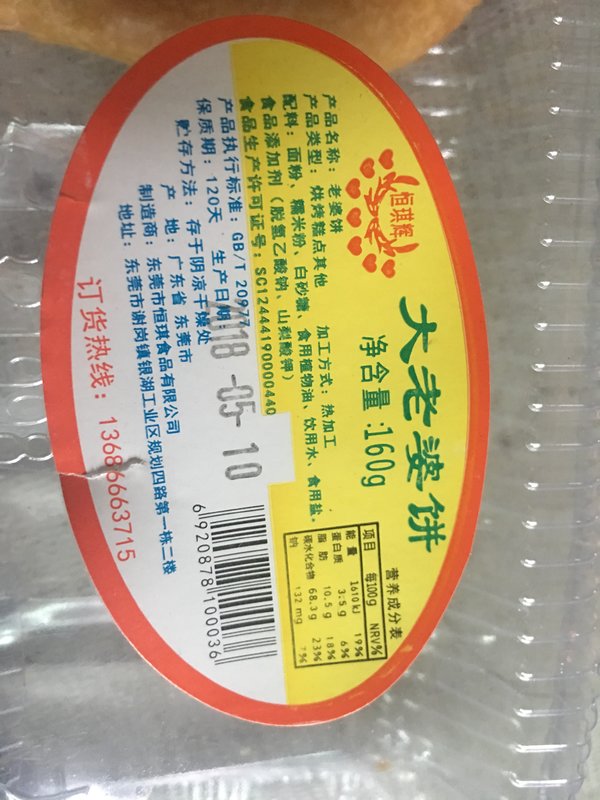 恒琪辉
大老婆饼
净含量:160g
产品名称：老婆饼
产品类型：烘烤糕点其他 加工方式：热加工
配料：面粉、糯米粉、白砂糖、食用植物油、饮用水、食用盐。
食品添加剂（脱氢乙酸钠、山梨酸钾）
食品生产许可证号：SC12444190000440
产品执行标准：GB/T 20977
保质期：120天 生产日期：
2018 -05- 10
贮存方法：存于阴凉干燥处
产 地：广东省 东莞市
制造商：东莞市恒琪食品有限公司
地址：东莞市谢岗镇银湖工业区规划四路第一栋二楼
订货热线：13686663715
营养成分表
项目 每100g NRV%
能 量 1610kJ 19%
蛋白质 3.5g 6%
脂 肪 10.5g 18%
碳水化合物 68.3g 23%
钠 132mg 7%
6920878100036